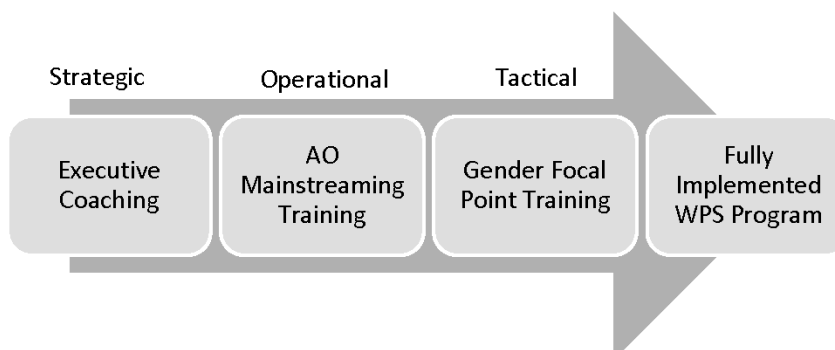 Strategic
Operational
Tactical
Executive
Coaching
AO
Mainstreaming
Training
Gender Focal
Point Training
Fully
Implemented
WPS Program